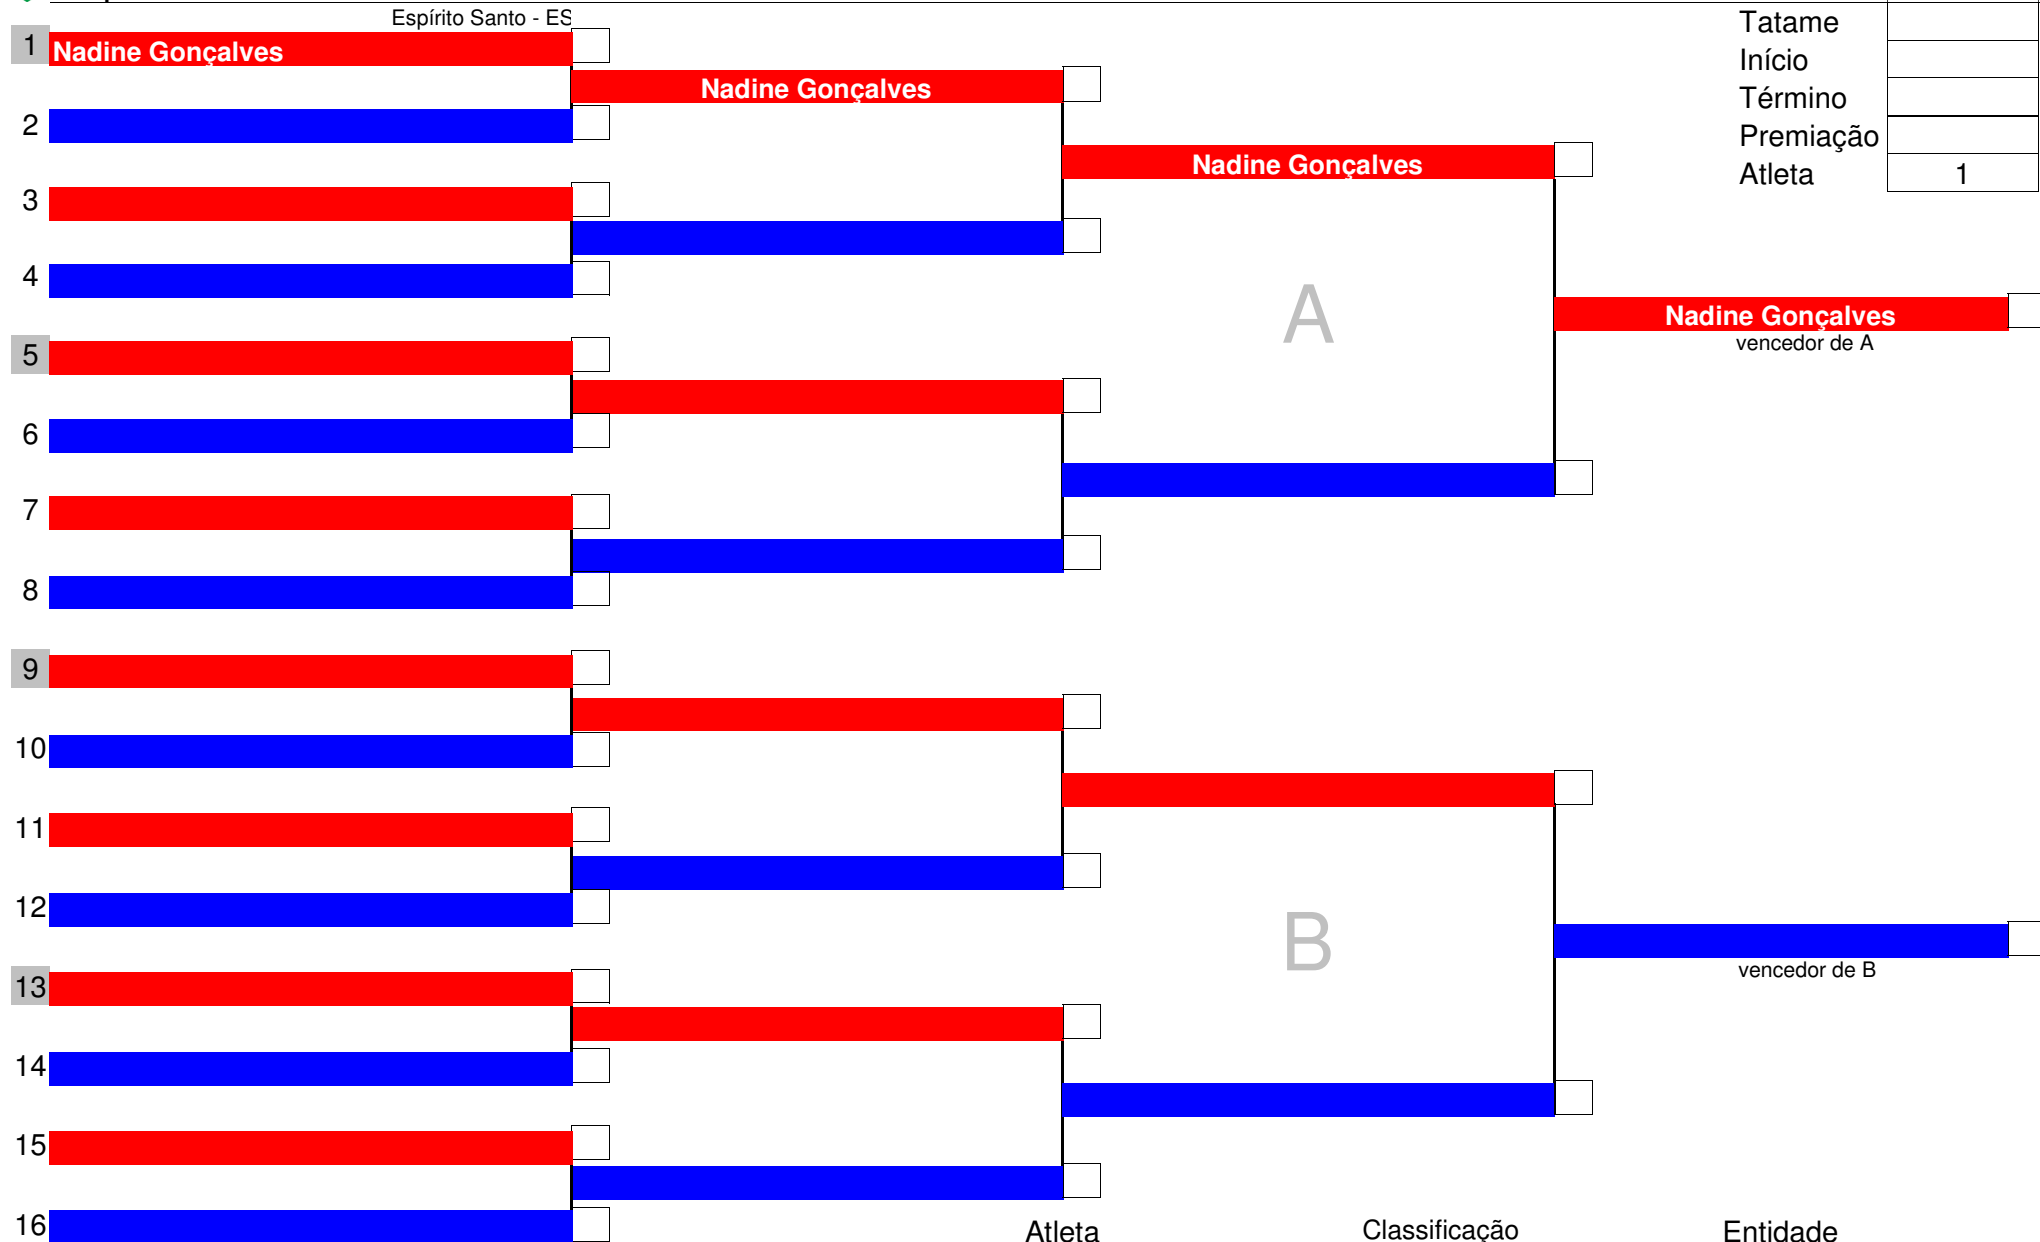 Espírito Santo - ES
Tatame
1 Nadine Gonçalves
Início
Nadine Gonçalves
Término
2
Premiação
Nadine Gonçalves
Atleta 1
3
4
A
Nadine Gonçalves
vencedor de A
5
6
7
8
9
10
11
12
B
vencedor de B
13
14
15
16
Atleta Classificação Entidade